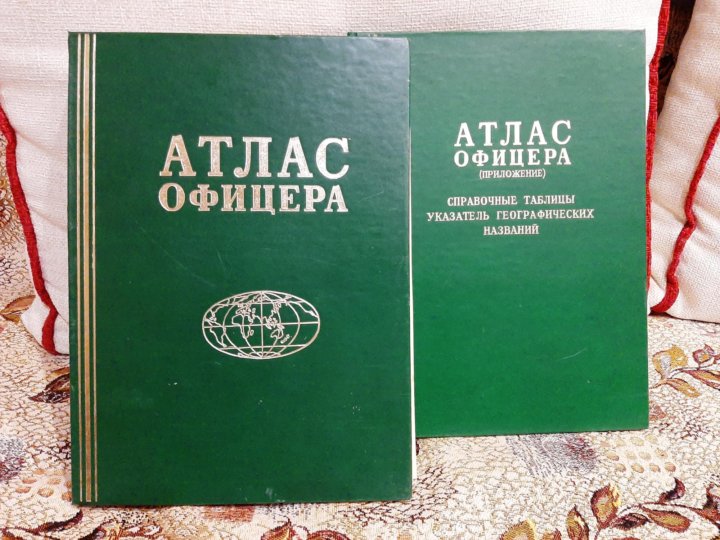 АТЛАС
ОФИЦЕРА
АТЛАС
ОФИЦЕРА
(ПРИЛОЖЕНИЕ)
СПРАВОЧНЫЕ ТАБЛИЦЫ
УКАЗАТЕЛЬ ГЕОГРАФИЧЕСКИХ
НАЗВАНИЙ